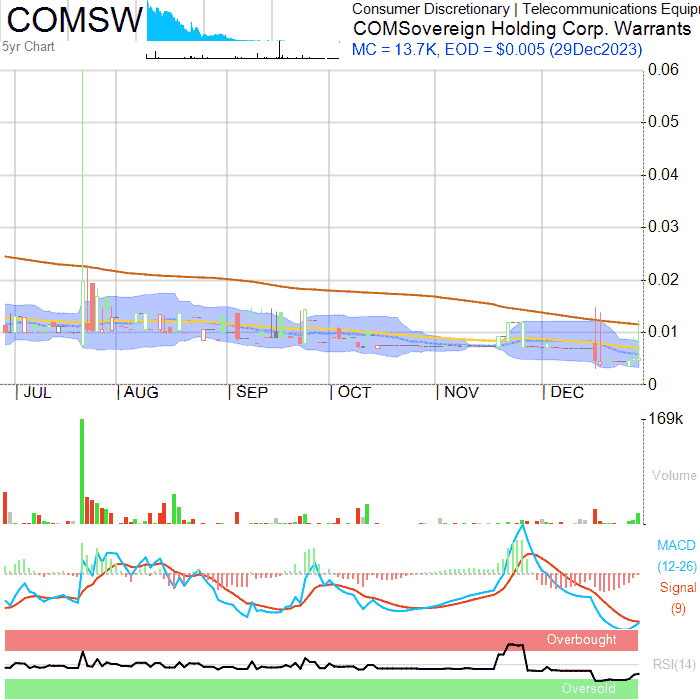 COMSW
5yr Chart
Consumer Discretionary | Telecommunications Equip
COMSovereign Holding Corp. Warrants
MC = 13.7K, EOD = $0.005 (29Dec2023)
0.06
0.05
0.04
0.03
0.02
0.01
0
JUL AUG SEP OCT NOV DEC
169k
Volume
MACD
(12-26)
Signal
(9)
Overbought
RSI(14)
Oversold